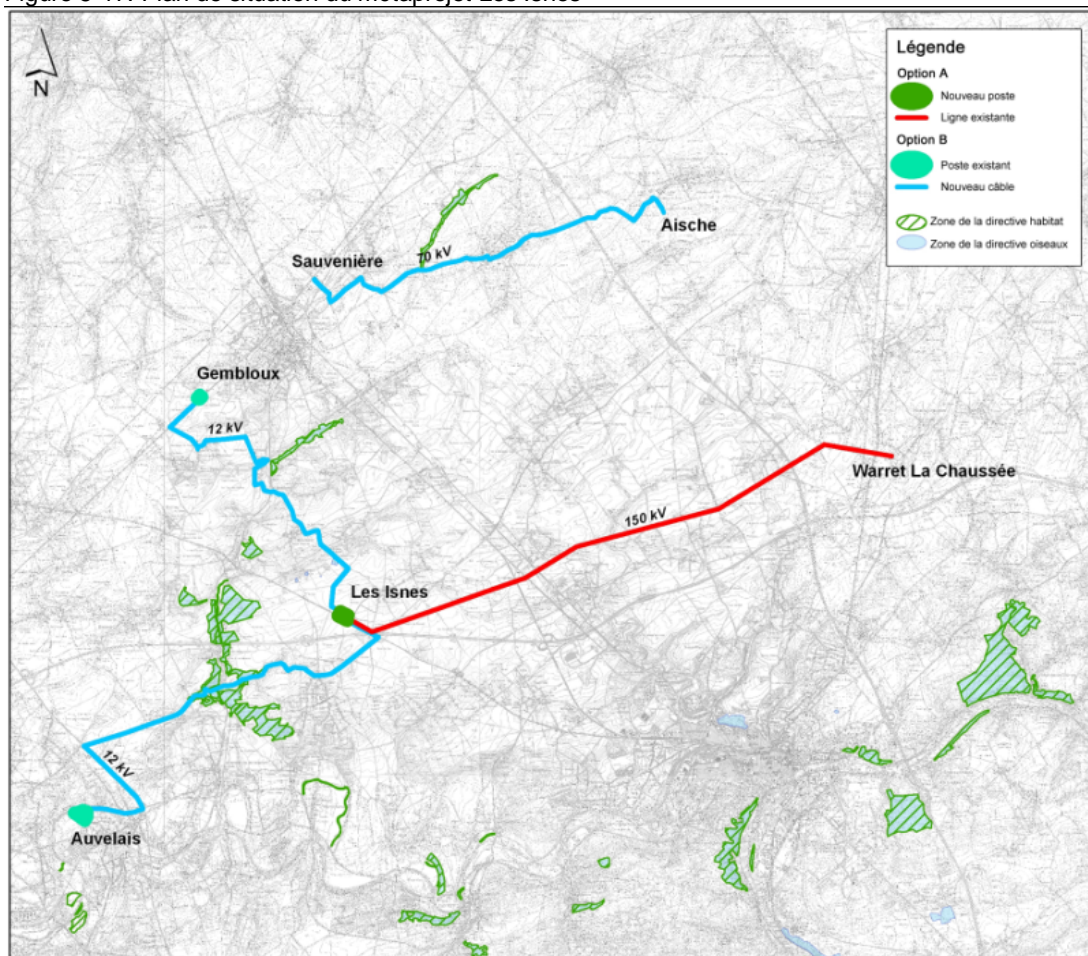 N
Légende
Option A
Nouveau poste
Ligne existante
Option B
Poste existant
Nouveau câble
Zone de la directive habitat
Zone de la directive oiseaux
Aische
70 kV
Sauvenière
Gembloux
12 kV
Warret La Chaussée
150 kV
Les Isnes
12 kV
Auvelais